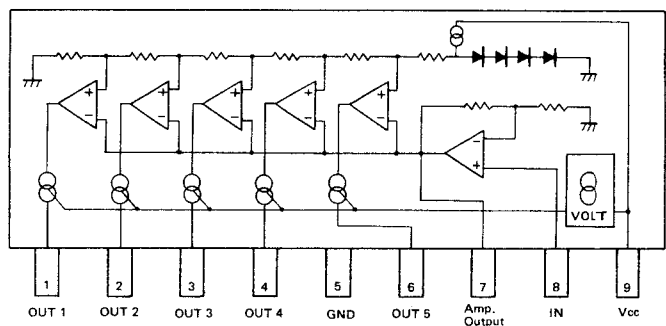 + + + + +
- - - - -
-
+
VOLT
1 2 3 4 5 6 7 8 9
OUT 1 OUT 2 OUT 3 OUT 4 GND OUT 5 Amp. Output IN Vcc